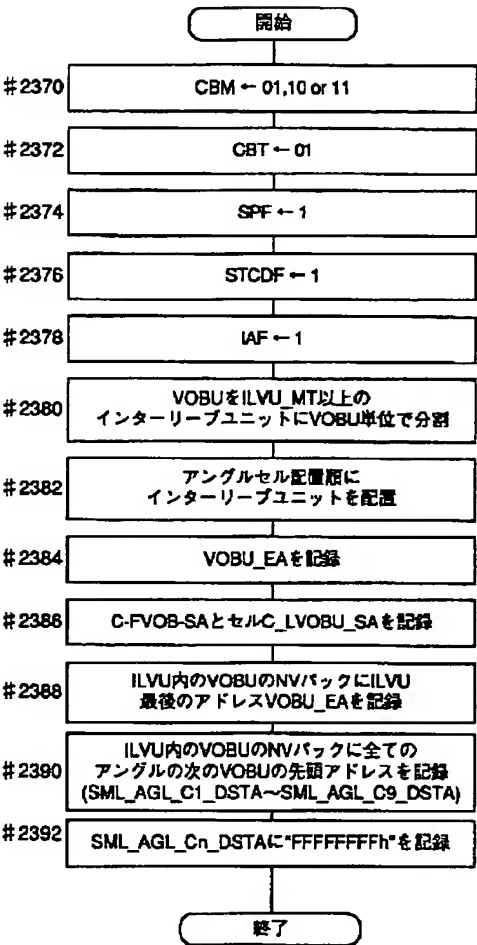 開始
#2370
CBM ← 01,10 or 11
#2372
CBT ← 01
#2374
SPF ← 1
#2376
STCDF ← 1
#2378
IAF ← 1
#2380
VOBUをILVU_MT以上の
インターリーブユニットにVOBU単位で分割
#2382
アングルセル配置順に
インターリーブユニットを配置
#2384
VOBU_EAを記録
#2386
C-FVOB-SAとセルC_LVOBU_SAを記録
#2388
ILVU内のVOBUのNVパックにILVU
最後のアドレスVOBU_EAを記録
#2390
ILVU内のVOBUのNVパックに全ての
アングルの次のVOBUの先頭アドレスを記録
(SML_AGL_C1_DSTA～SML_AGL_C9_DSTA)
#2392
SML_AGL_Cn_DSTAに"FFFFFFFFh"を記録
終了